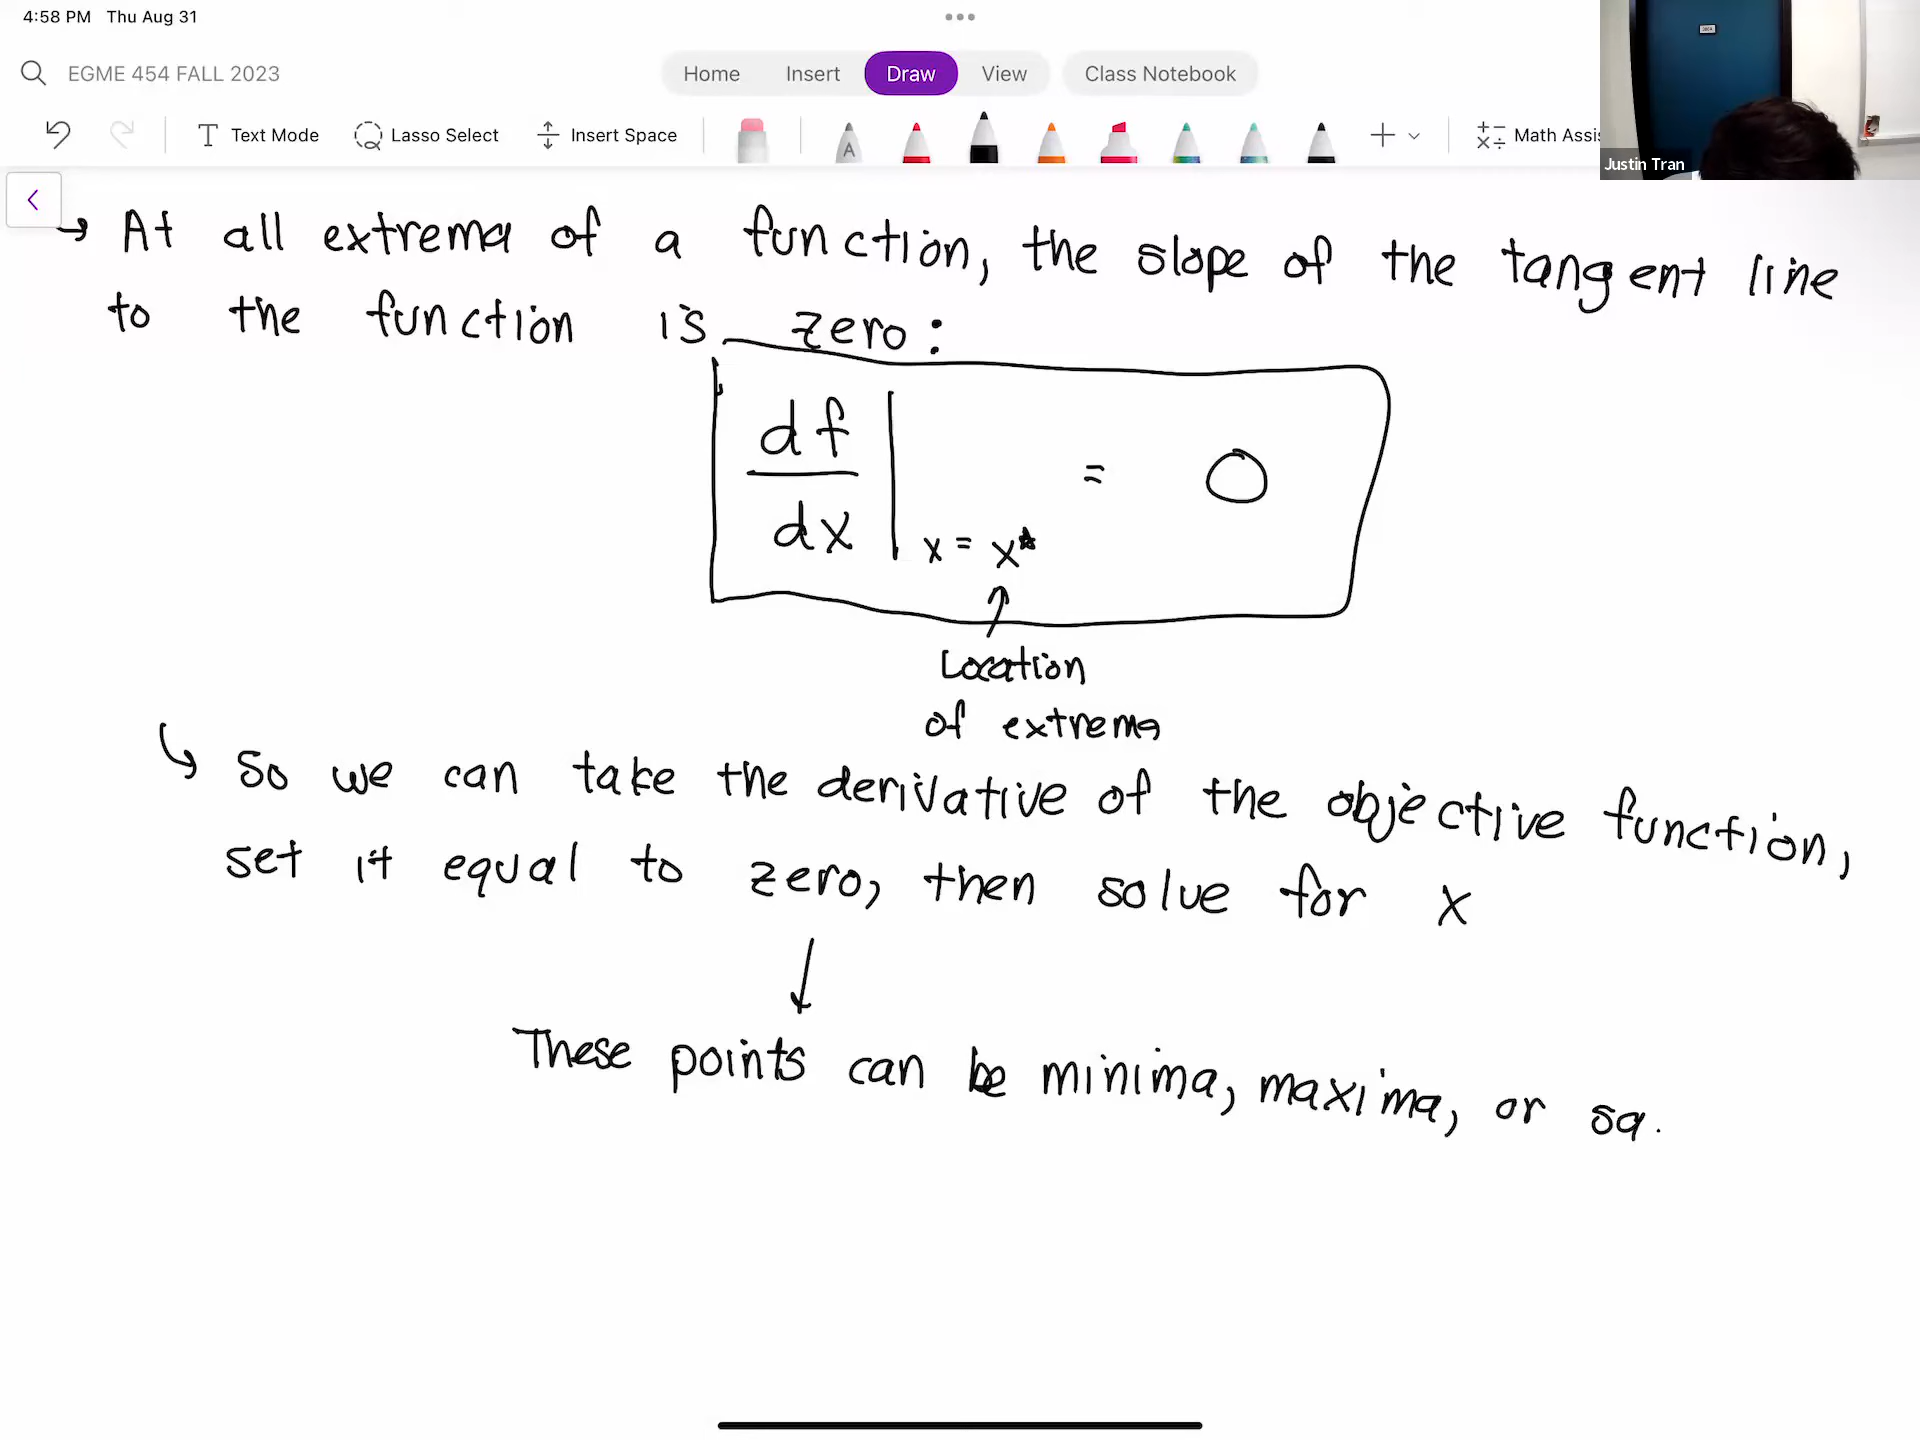 4:58 PM Thu Aug 31
EGME 454 FALL 2023
Home Insert Draw View Class Notebook
Text Mode Lasso Select Insert Space A Math Assis
Justin Tran
→ At all extrema of a function, the slope of the tangent line
to the function is zero:
df/dx | x = x* = 0
Location
of extrema
↳ so we can take the derivative of the objective function,
set it equal to zero, then solve for x
↓
These points can be minima, maxima, or sa.